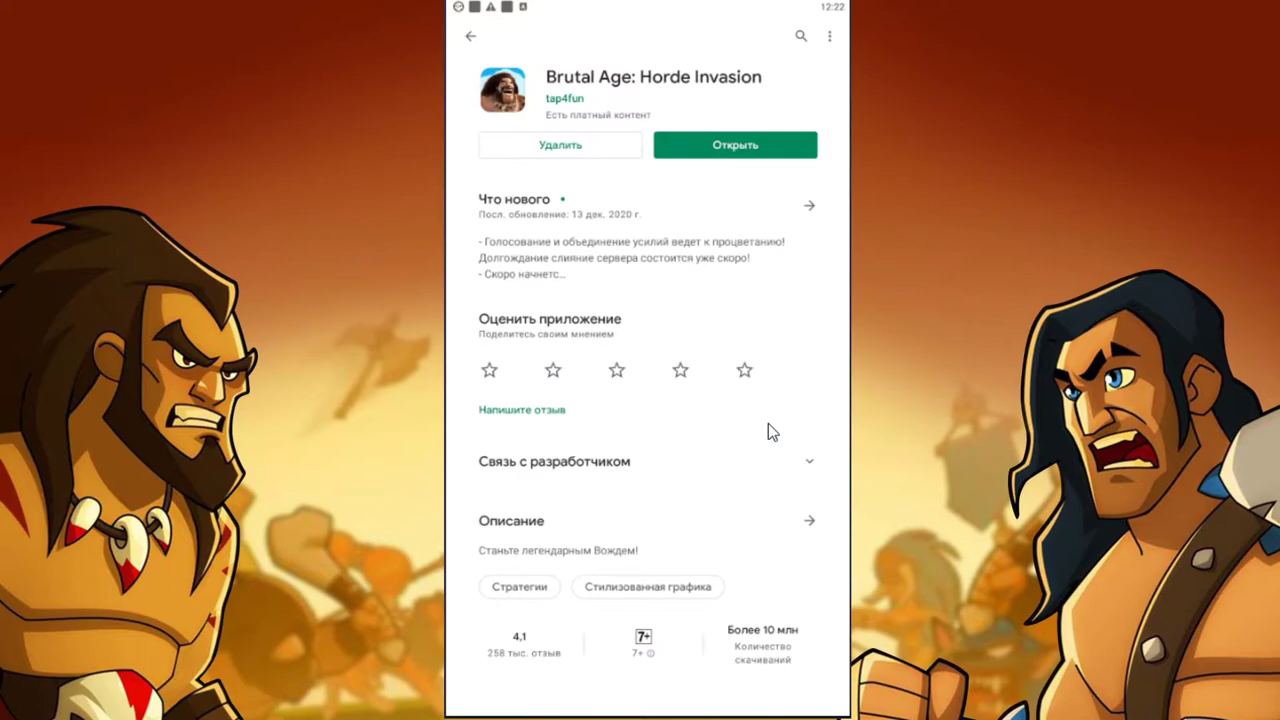 12:22
Brutal Age: Horde Invasion
tap4fun
Есть платный контент
Удалить
Открыть
Что нового
Посл. обновление: 13 дек. 2020 г.
- Голосование и объединение усилий ведет к процветанию!
Долгождание слияние сервера состоится уже скоро!
- Скоро начнетс…
Оценить приложение
Поделитесь своим мнением
Напишите отзыв
Связь с разработчиком
Описание
Станьте легендарным Вождем!
Стратегии
Стилизованная графика
4,1
258 тыс. отзыв
7+
7+
Более 10 млн
Количество
скачиваний